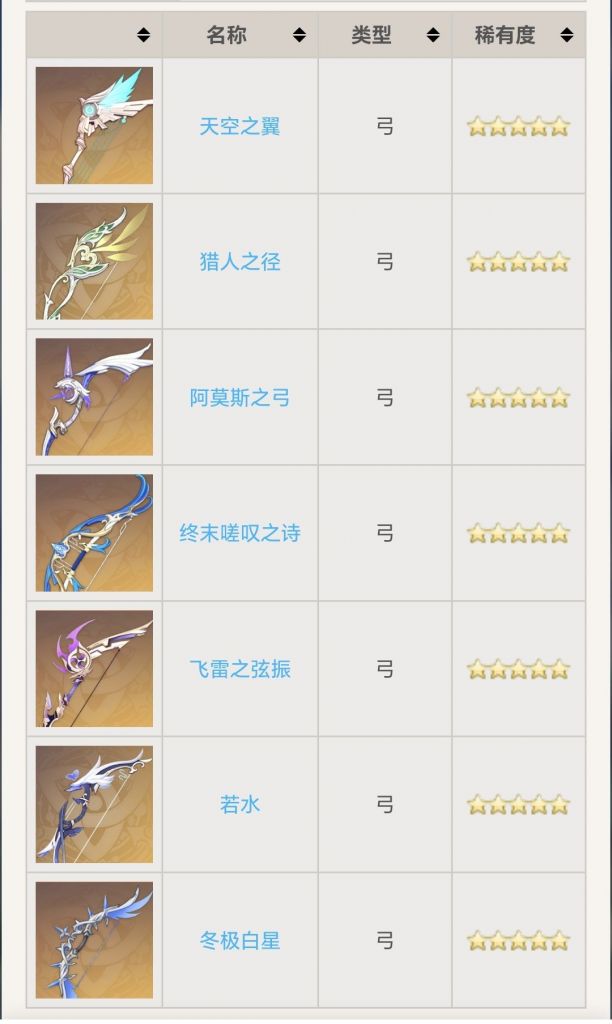 名称 类型 稀有度
天空之翼 弓
猎人之径 弓
阿莫斯之弓 弓
终末嗟叹之诗 弓
飞雷之弦振 弓
若水 弓
冬极白星 弓